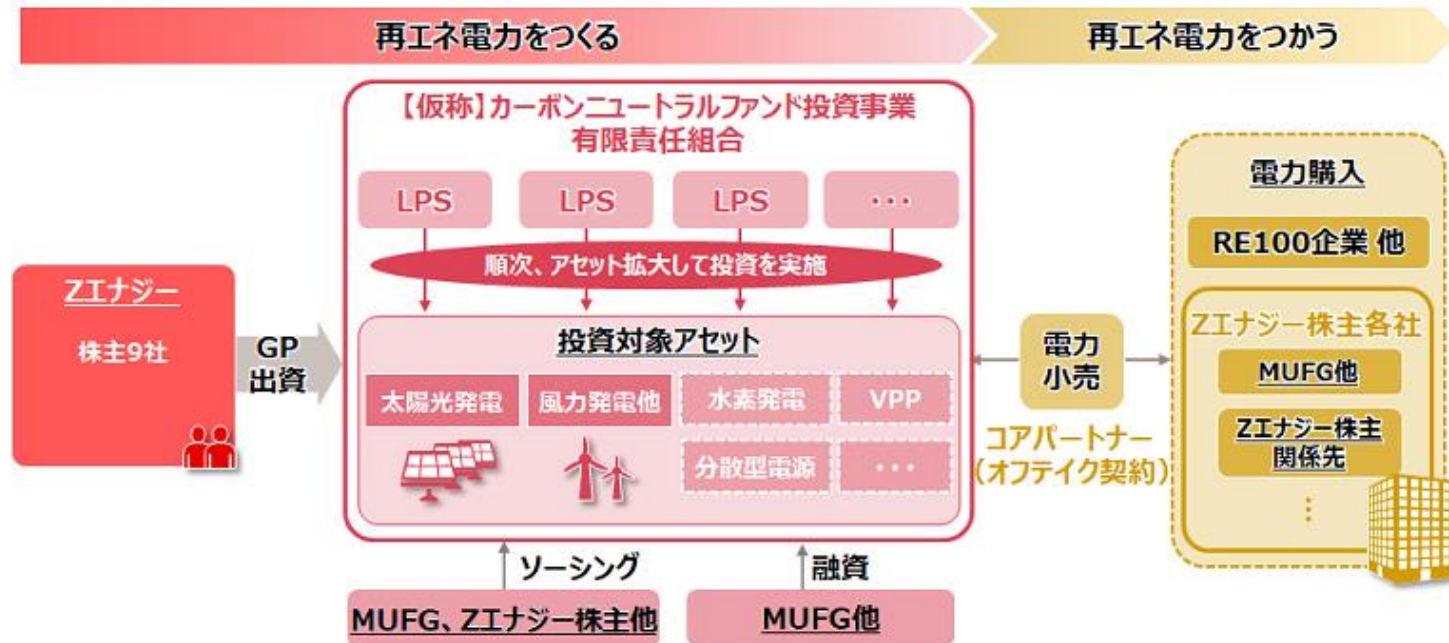 再エネ電力をつくる
再エネ電力をつかう
【仮称】カーボンニュートラルファンド投資事業
有限責任組合
LPS
LPS
LPS
・・・
順次、アセット拡大して投資を実施
Zエナジー
株主9社
GP
出資
投資対象アセット
太陽光発電
風力発電他
水素発電
VPP
分散型電源
・・・
電力
小売
コアパートナー
（オフテイク契約）
電力購入
RE100企業 他
Zエナジー株主各社
MUFG他
Zエナジー株主
関係先
⋮
ソーシング
融資
MUFG、Zエナジー株主他
MUFG他